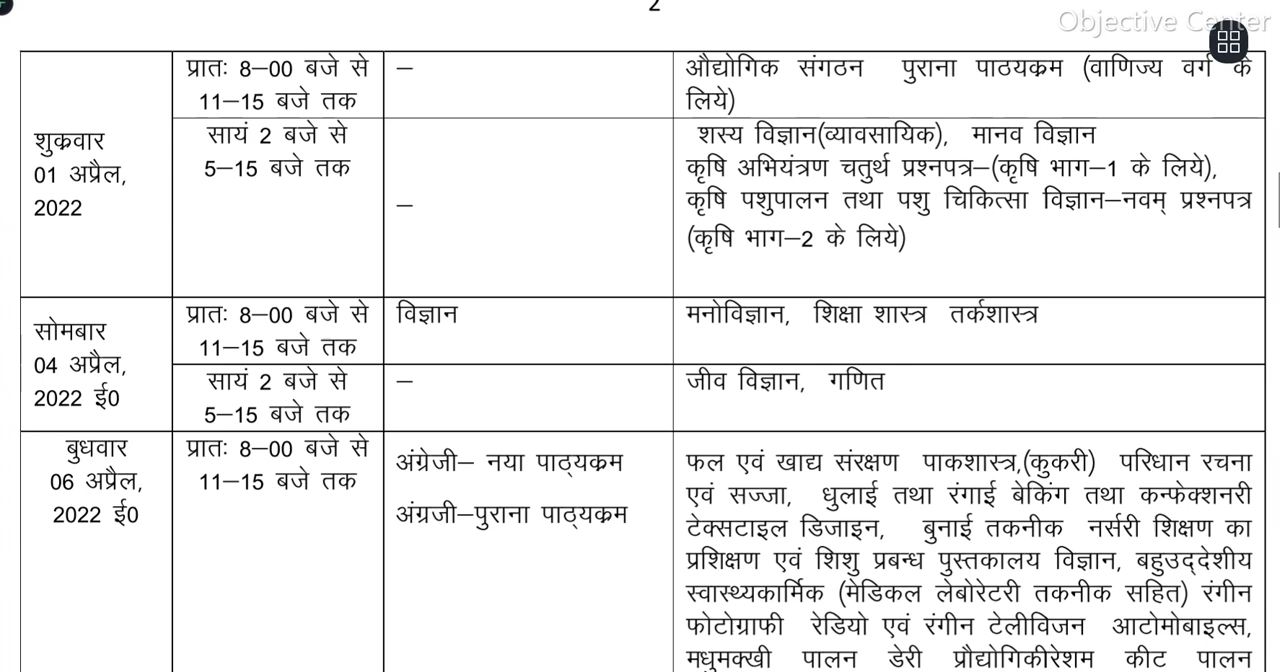 2
Objective Center
प्रातः 8–00 बजे से
11–15 बजे तक
–
औद्योगिक संगठन पुराना पाठयक्रम (वाणिज्य वर्ग के
लिये)
शुक्रवार
01 अप्रैल,
2022
सायं 2 बजे से
5–15 बजे तक
–
शस्य विज्ञान(व्यावसायिक), मानव विज्ञान
कृषि अभियंत्रण चतुर्थ प्रश्नपत्र–(कृषि भाग–1 के लिये),
कृषि पशुपालन तथा पशु चिकित्सा विज्ञान–नवम् प्रश्नपत्र
(कृषि भाग–2 के लिये)
सोमबार
04 अप्रैल,
2022 ई0
प्रातः 8–00 बजे से
11–15 बजे तक
विज्ञान
मनोविज्ञान, शिक्षा शास्त्र तर्कशास्त्र
सायं 2 बजे से
5–15 बजे तक
–
जीव विज्ञान, गणित
बुधवार
06 अप्रैल,
2022 ई0
प्रातः 8–00 बजे से
11–15 बजे तक
अंग्रेजी– नया पाठ्यक्रम
अंग्रजी–पुराना पाठ्यक्रम
फल एवं खाद्य संरक्षण पाकशास्त्र,(कुकरी) परिधान रचना
एवं सज्जा, धुलाई तथा रंगाई बेकिंग तथा कन्फेक्शनरी
टेक्सटाइल डिजाइन, बुनाई तकनीक नर्सरी शिक्षण का
प्रशिक्षण एवं शिशु प्रबन्ध पुस्तकालय विज्ञान, बहुउद्देशीय
स्वास्थ्यकार्मिक (मेडिकल लेबोरेटरी तकनीक सहित) रंगीन
फोटोग्राफी रेडियो एवं रंगीन टेलीविजन आटोमोबाइल्स,
मधुमक्खी पालन डेरी प्रौद्योगिकीरेशम कीट पालन